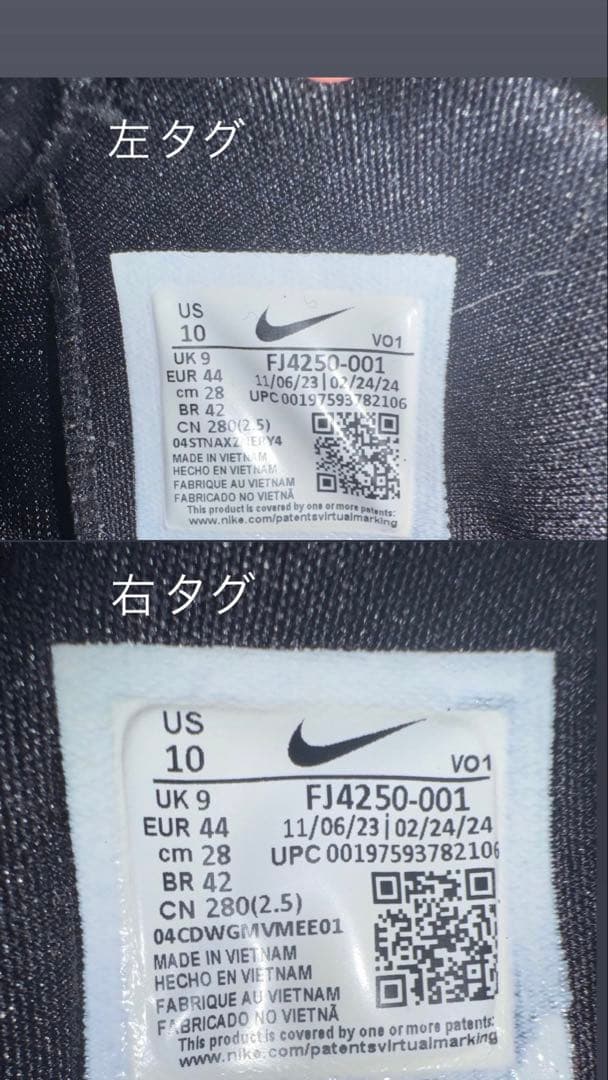 左タグ
US
10
VO1
UK 9
FJ4250-001
EUR 44
11/06/23 | 02/24/24
cm 28
UPC 00197593782106
BR 42
CN 280(2.5)
MADE IN VIETNAM
HECHO EN VIETNAM
FABRIQUE AU VIETNAM
FABRICADO NO VIETNÃ
This product is covered by one or more patents:
www.nike.com/patentsvirtualmarking
右タグ
US
10
VO1
UK 9
FJ4250-001
EUR 44
11/06/23 | 02/24/24
cm 28
UPC 00197593782106
BR 42
CN 280(2.5)
04CDWGMVMEE01
MADE IN VIETNAM
HECHO EN VIETNAM
FABRIQUE AU VIETNAM
FABRICADO NO VIETNÃ
This product is covered by one or more patents:
www.nike.com/patentsvirtualmarking